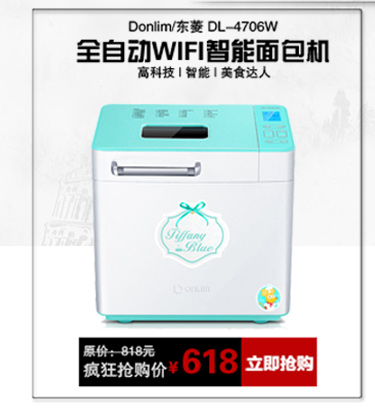 Donlim/东菱 DL-4706W
全自动WIFI智能面包机
高科技 | 智能 | 美食达人
Tiffany
Blue
DONLIM
原价：818元
疯狂抢购价¥618
立即抢购